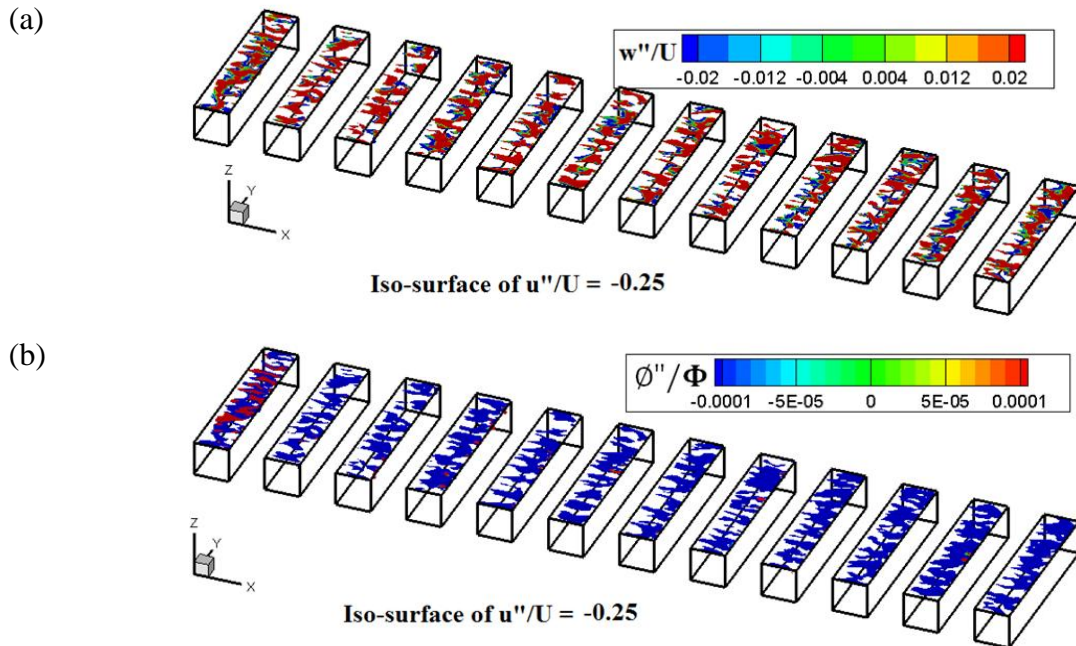 (a)
w"/U
-0.02 -0.012 -0.004 0.004 0.012 0.02
Z
Y
X
Iso-surface of u"/U = -0.25
(b)
Ø"/Φ
-0.0001 -5E-05 0 5E-05 0.0001
Z
Y
X
Iso-surface of u"/U = -0.25